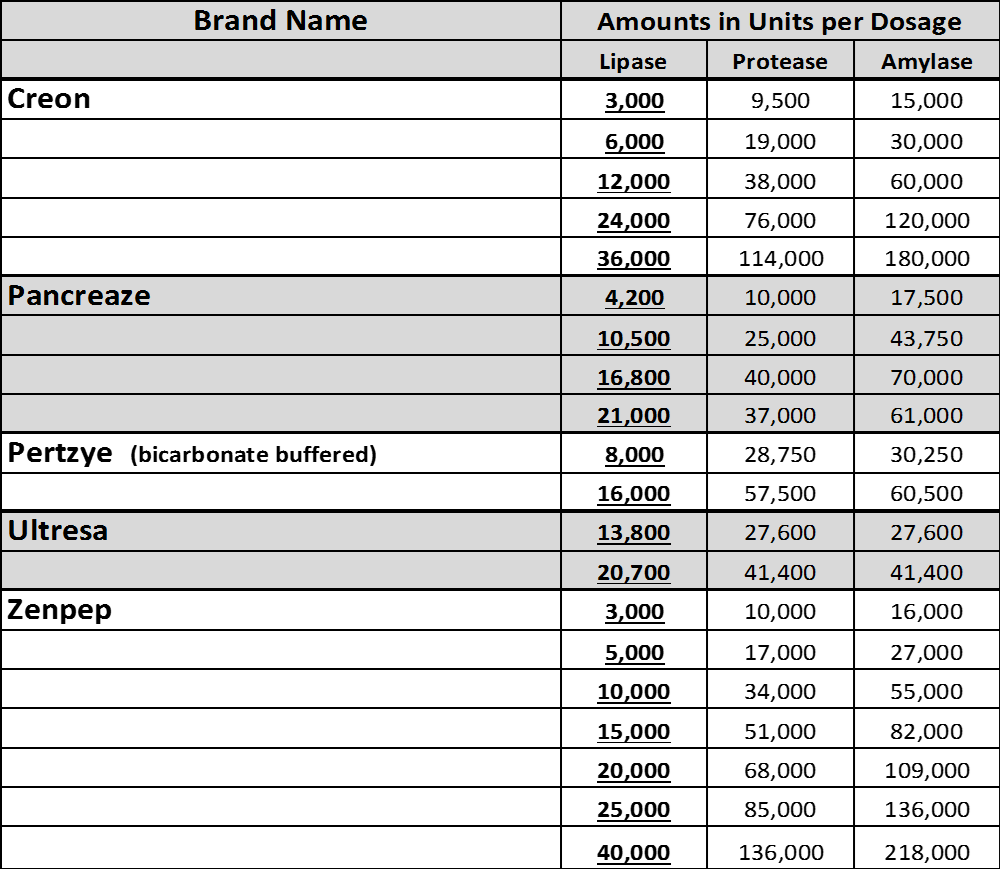 Brand Name Amounts in Units per Dosage
Lipase Protease Amylase
Creon 3,000 9,500 15,000
6,000 19,000 30,000
12,000 38,000 60,000
24,000 76,000 120,000
36,000 114,000 180,000
Pancreaze 4,200 10,000 17,500
10,500 25,000 43,750
16,800 40,000 70,000
21,000 37,000 61,000
Pertzye (bicarbonate buffered) 8,000 28,750 30,250
16,000 57,500 60,500
Ultresa 13,800 27,600 27,600
20,700 41,400 41,400
Zenpep 3,000 10,000 16,000
5,000 17,000 27,000
10,000 34,000 55,000
15,000 51,000 82,000
20,000 68,000 109,000
25,000 85,000 136,000
40,000 136,000 218,000